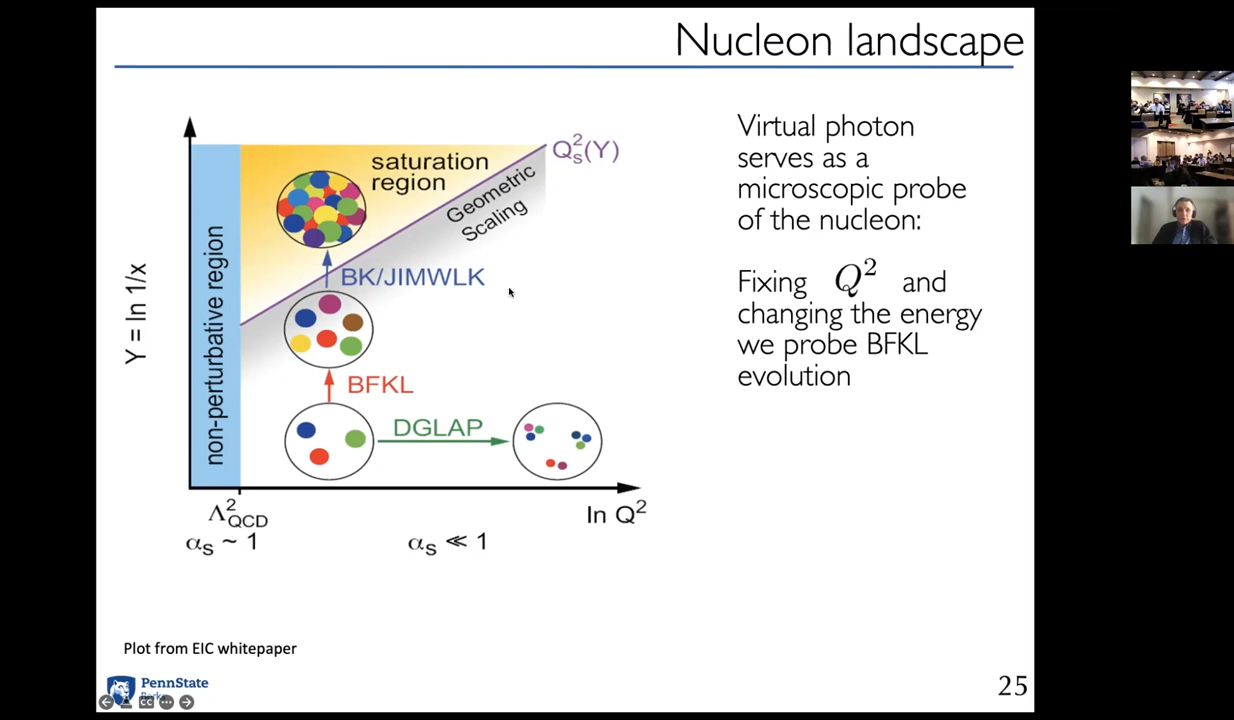 Nucleon landscape
Q²ₛ(Y)
saturation
region
Geometric
Scaling
BK/JIMWLK
BFKL
DGLAP
non-perturbative region
Y = ln 1/x
Λ²QCD
ln Q²
αₛ ~ 1
αₛ ≪ 1
Virtual photon
serves as a
microscopic probe
of the nucleon:
Fixing Q² and
changing the energy
we probe BFKL
evolution
Plot from EIC whitepaper
PennState
Berks
CC
25